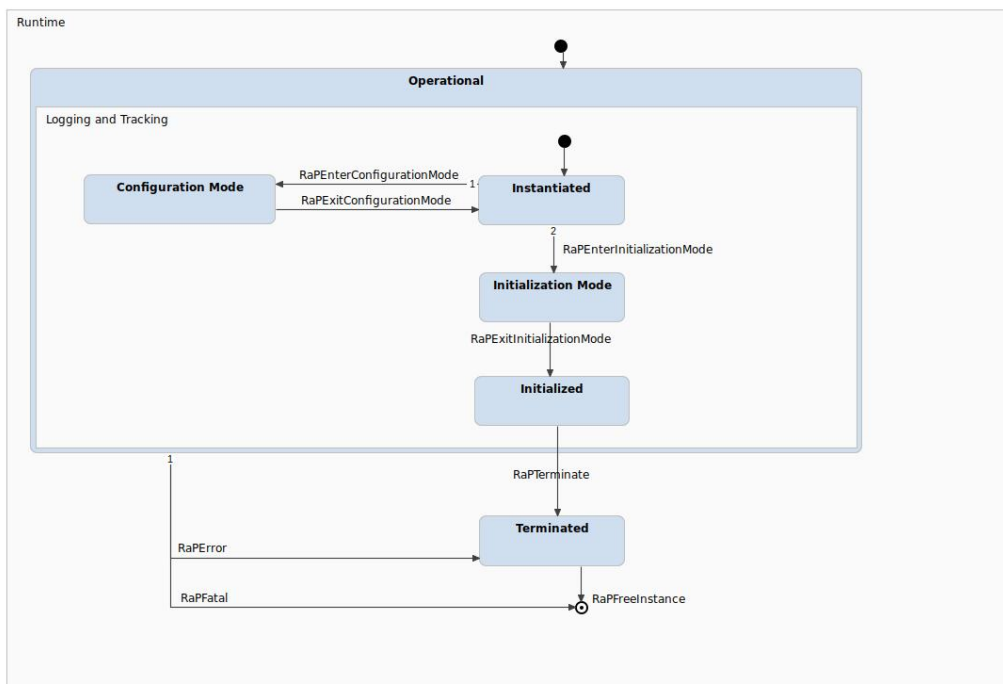 Runtime
Operational
Logging and Tracking
RaPEnterConfigurationMode
Configuration Mode
1
Instantiated
RaPExitConfigurationMode
2
RaPEnterInitializationMode
Initialization Mode
RaPExitInitializationMode
Initialized
1
RaPTerminate
Terminated
RaPError
RaPFatal
RaPFreeInstance